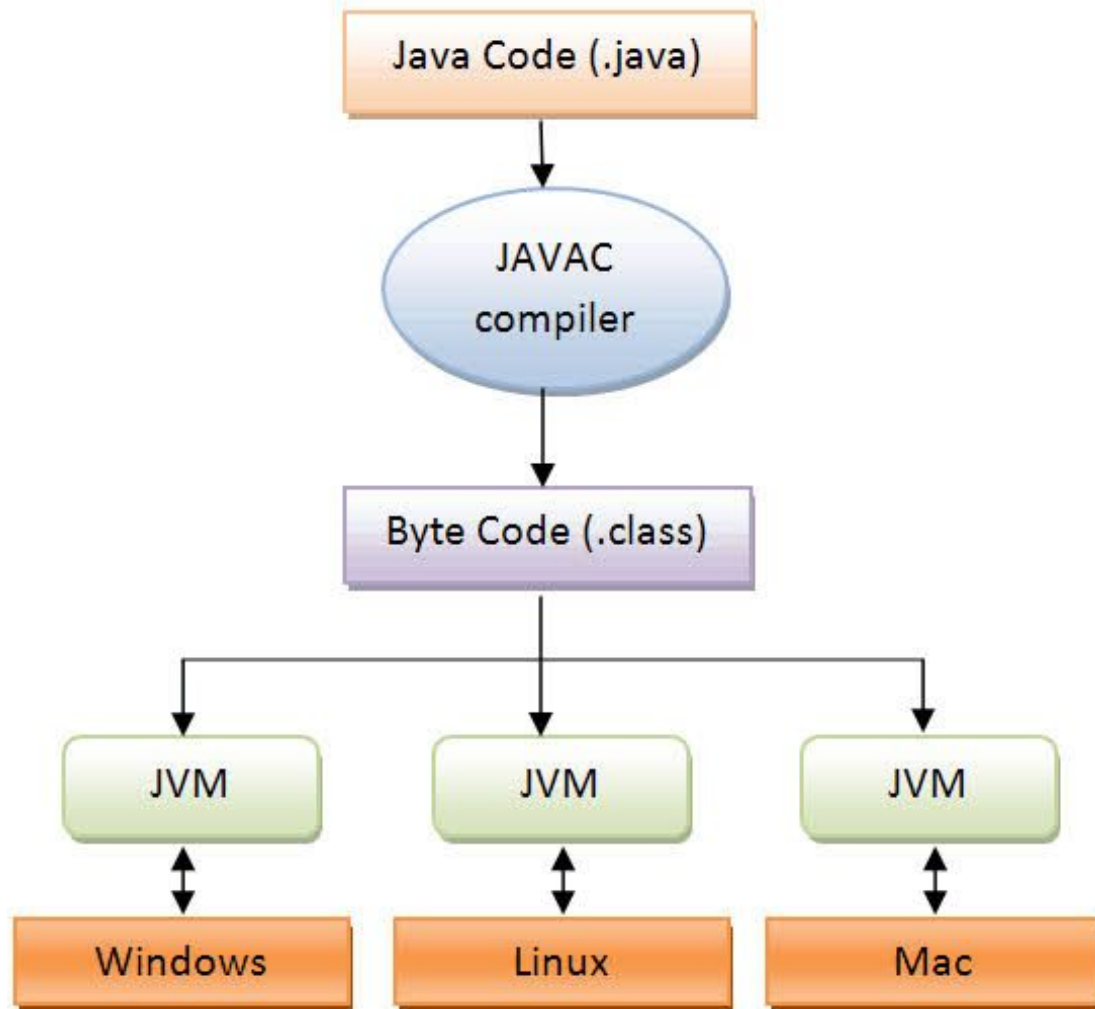 Java Code (.java)
JAVAC
compiler
Byte Code (.class)
JVM
JVM
JVM
Windows
Linux
Mac